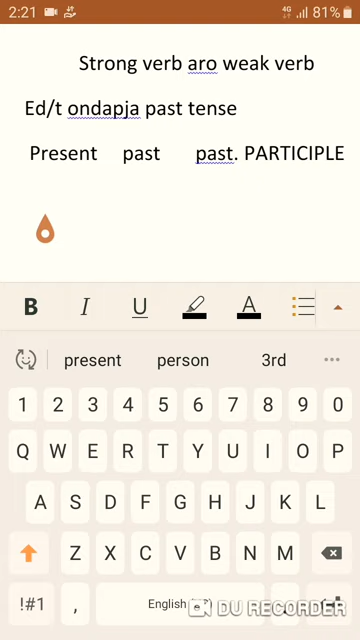 2:21 4G 81%
Strong verb aro weak verb
Ed/t ondapja past tense
Present past past. PARTICIPLE
B I U A
present person 3rd
1 2 3 4 5 6 7 8 9 0
Q W E R T Y U I O P
A S D F G H J K L
Z X C V B N M
!#1 , English DU RECORDER